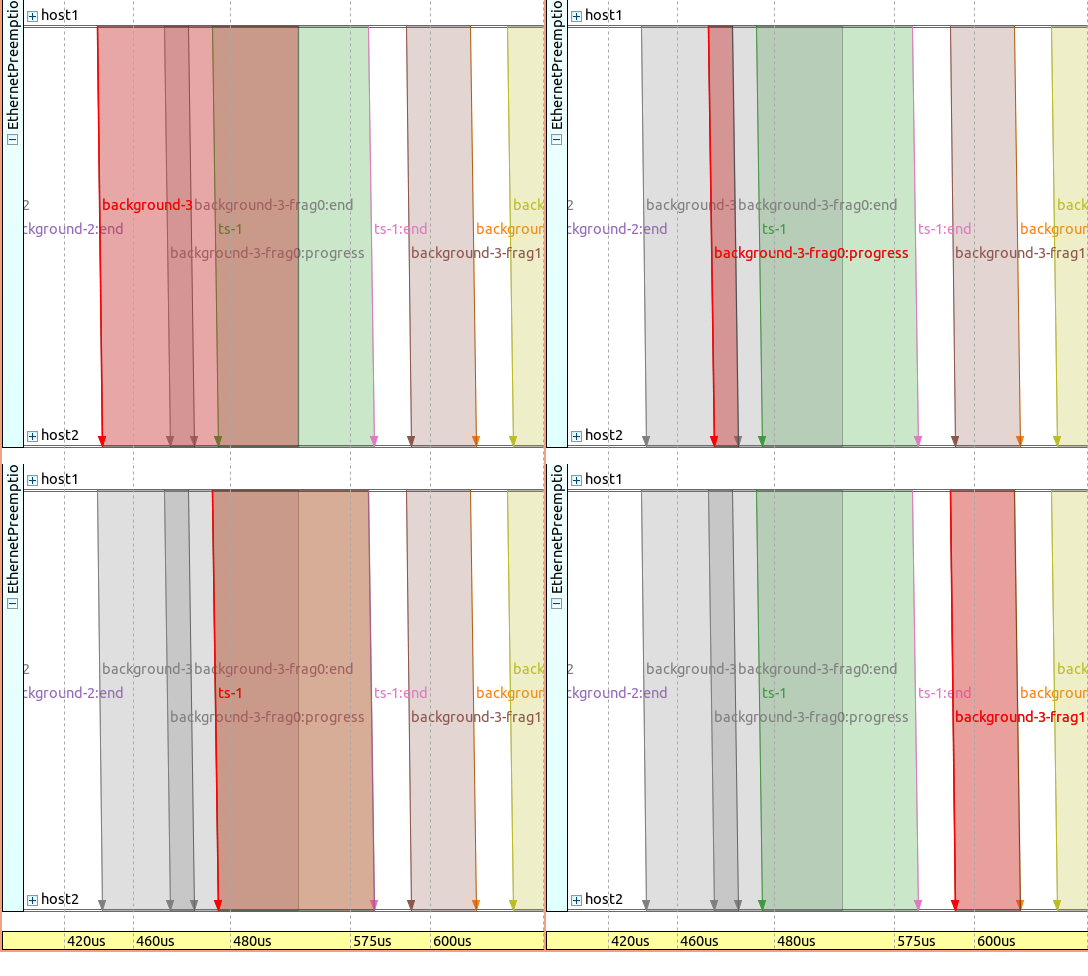 EthernetPreemptio
host1
2
background-3
background-3-frag0:end
back
ckground-2:end
ts-1
ts-1:end
backgroun
background-3-frag0:progress
background-3-frag1
host2
EthernetPreemptio
host1
2
background-3
background-3-frag0:end
back
ckground-2:end
ts-1
ts-1:end
backgroun
background-3-frag0:progress
background-3-frag1
host2
EthernetPreemptio
host1
2
background-3
background-3-frag0:end
back
ckground-2:end
ts-1
ts-1:end
backgroun
background-3-frag0:progress
background-3-frag1
host2
EthernetPreemptio
host1
2
background-3
background-3-frag0:end
back
ckground-2:end
ts-1
ts-1:end
backgroun
background-3-frag0:progress
background-3-frag1
host2
420us 460us 480us 575us 600us
420us 460us 480us 575us 600us